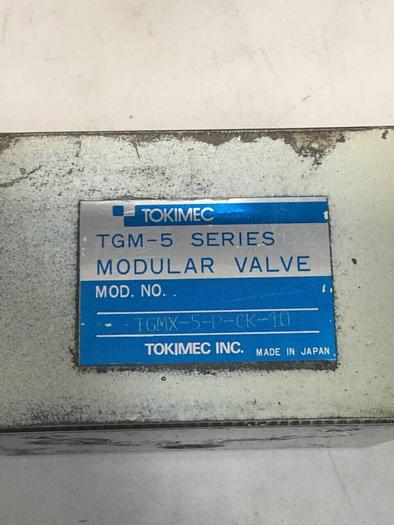 TOKIMEC
TGM-5 SERIES
MODULAR VALVE
MOD. NO.
TGMX-5-P-CK-10
TOKIMEC INC. MADE IN JAPAN